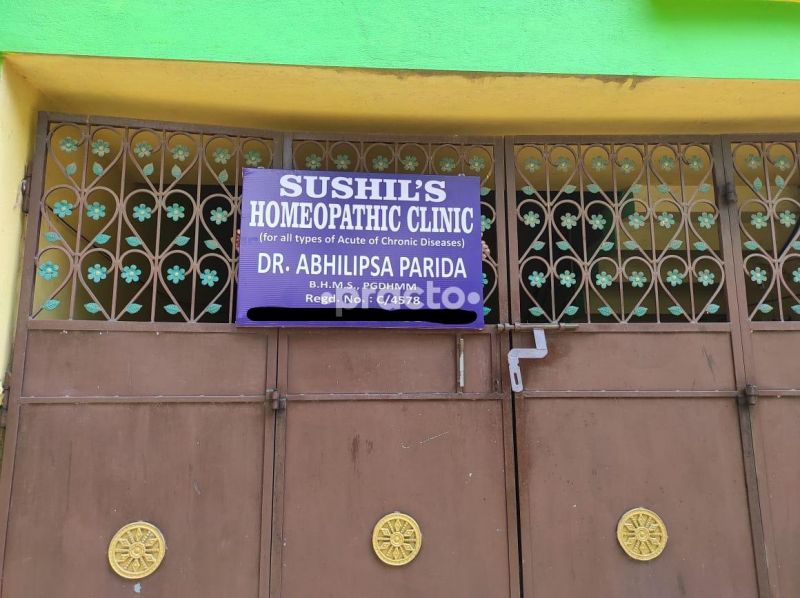 SUSHIL'S
HOMEOPATHIC CLINIC
(for all types of Acute of Chronic Diseases)
DR. ABHILIPSA PARIDA
B.H.M.S., PGDHMM
Regd. No. : C/4578
practo